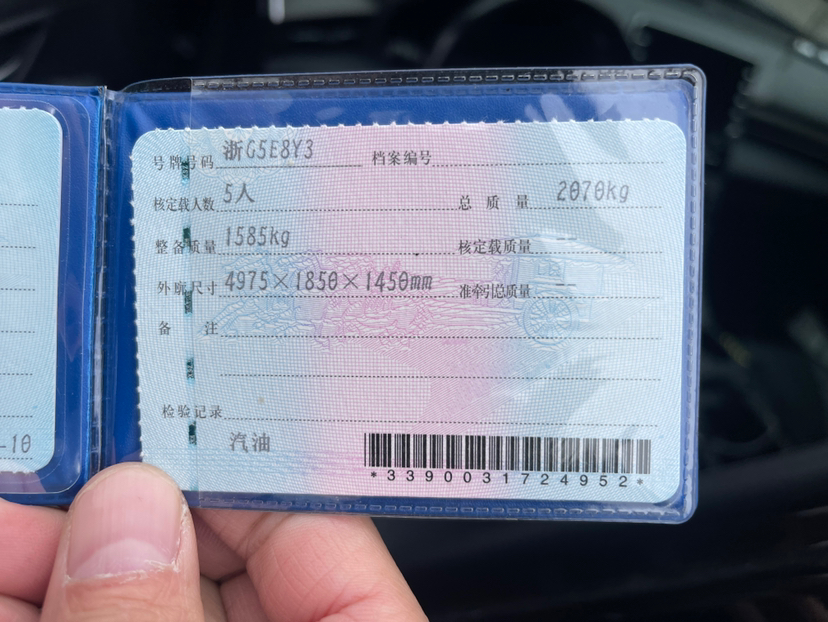 号牌号码 浙G5E8Y3 档案编号
核定载人数 5人 总质量 2070kg
整备质量 1585kg 核定载质量 --
外廓尺寸 4975×1850×1450mm 准牵引总质量 --
备注
检验记录
-10
汽油
*3390031724952*